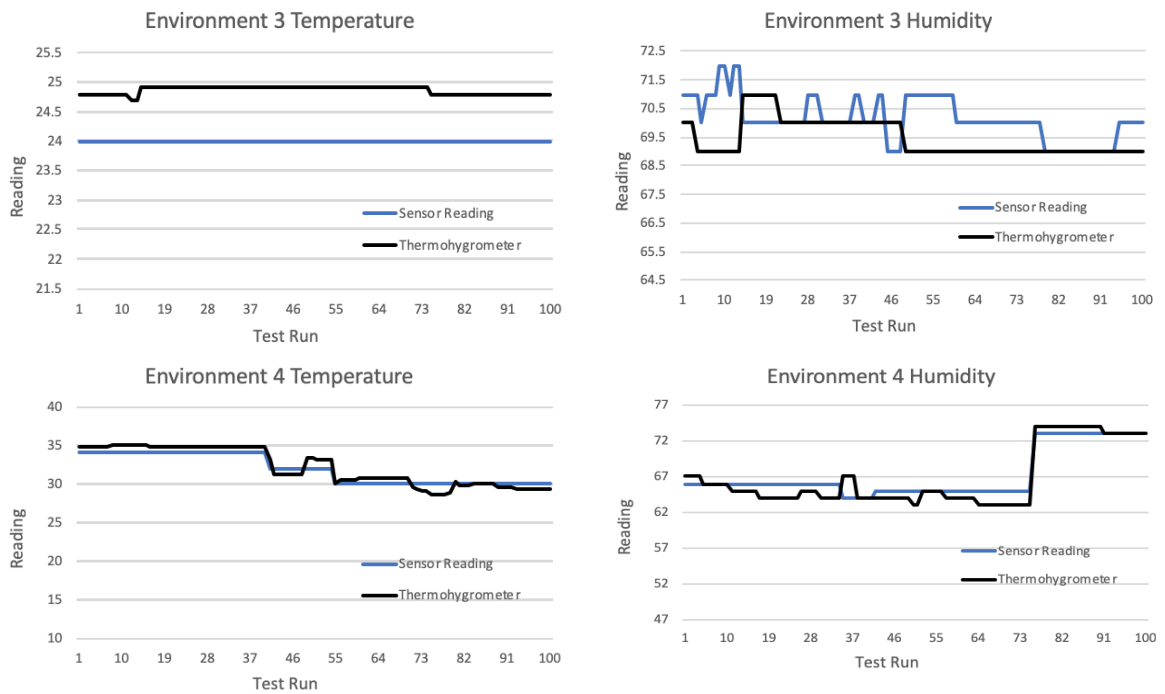 Environment 3 Temperature
25.5
25
24.5
24
23.5
23
22.5
22
21.5
Reading
Sensor Reading
Thermohygrometer
1 10 19 28 37 46 55 64 73 82 91 100
Test Run
Environment 3 Humidity
72.5
71.5
70.5
69.5
68.5
67.5
66.5
65.5
64.5
Reading
Sensor Reading
Thermohygrometer
1 10 19 28 37 46 55 64 73 82 91 100
Test Run
Environment 4 Temperature
40
35
30
25
20
15
10
Reading
Sensor Reading
Thermohygrometer
1 10 19 28 37 46 55 64 73 82 91 100
Test Run
Environment 4 Humidity
77
72
67
62
57
52
47
Reading
Sensor Reading
Thermohygrometer
1 10 19 28 37 46 55 64 73 82 91 100
Test Run